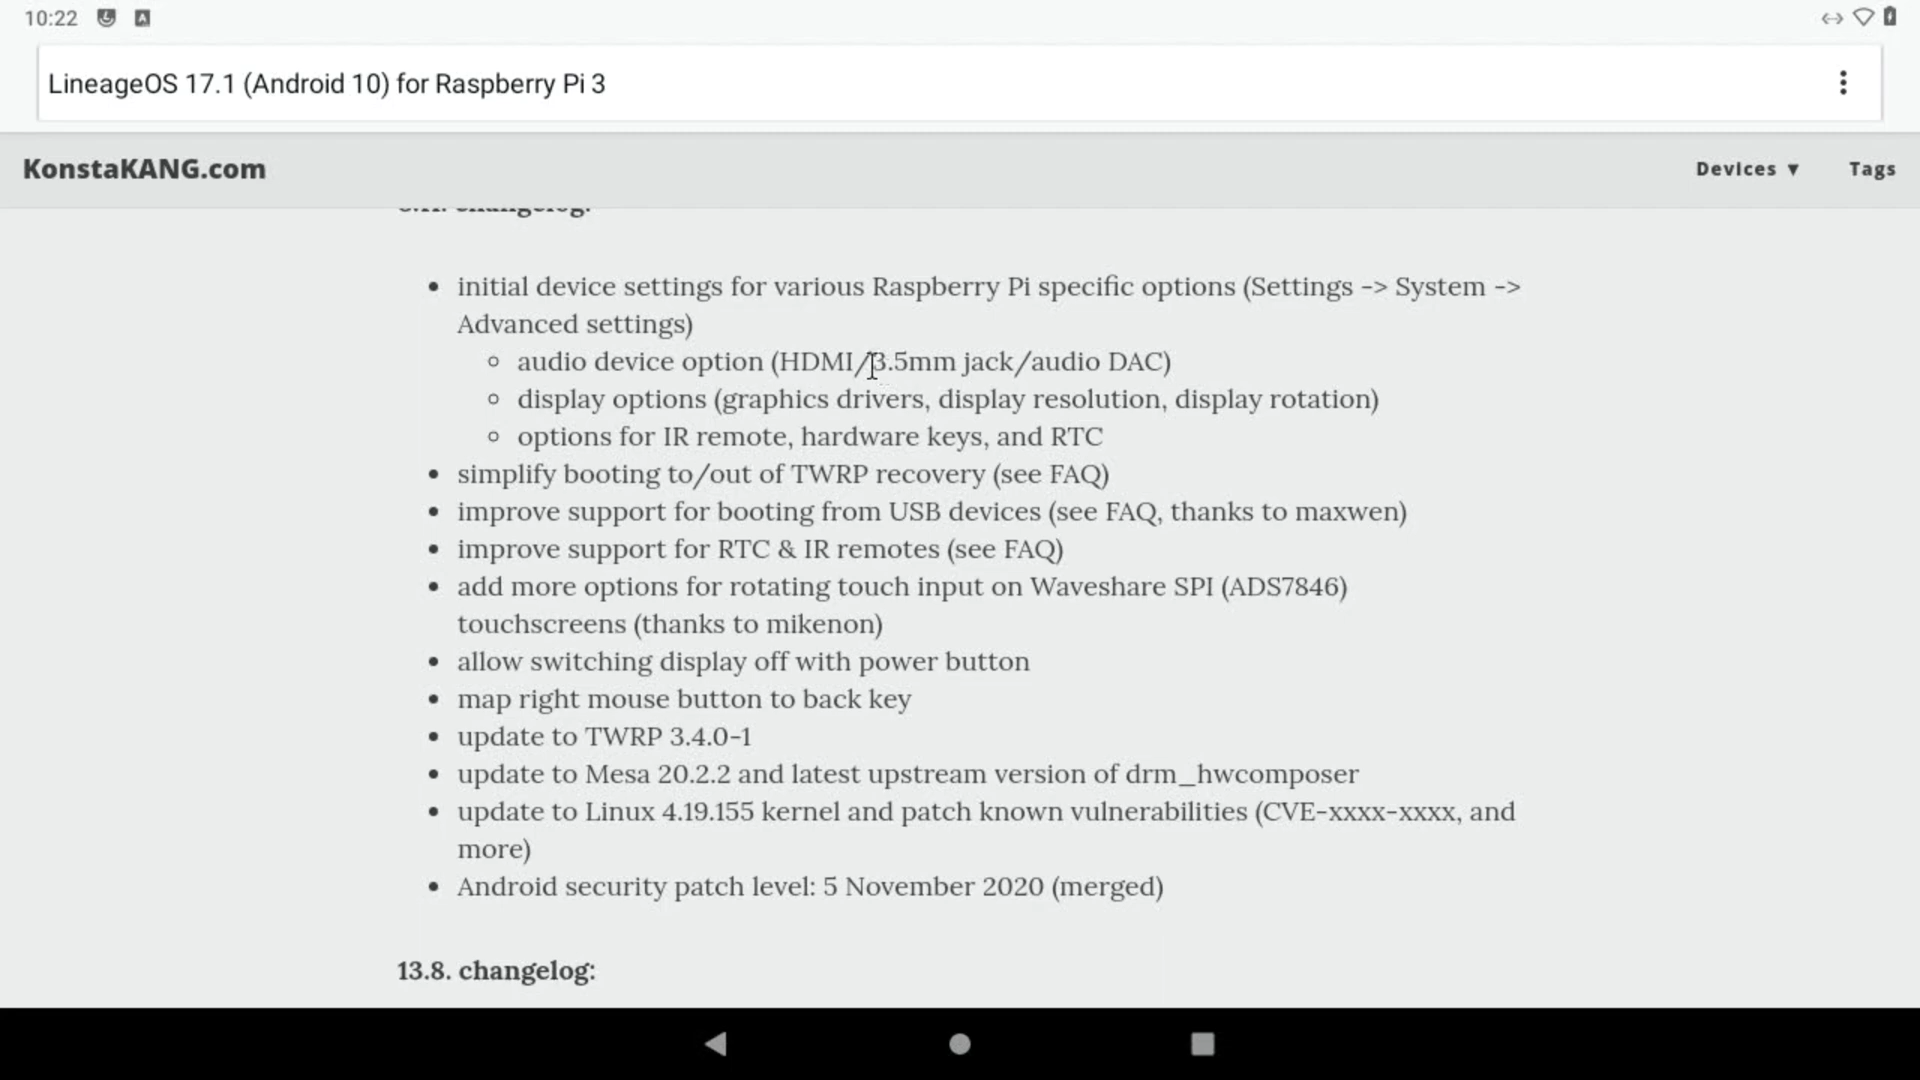 10:22
LineageOS 17.1 (Android 10) for Raspberry Pi 3
KonstaKANG.com
Devices ▼
Tags
changelog:
• initial device settings for various Raspberry Pi specific options (Settings -> System ->
Advanced settings)
◦ audio device option (HDMI/3.5mm jack/audio DAC)
◦ display options (graphics drivers, display resolution, display rotation)
◦ options for IR remote, hardware keys, and RTC
• simplify booting to/out of TWRP recovery (see FAQ)
• improve support for booting from USB devices (see FAQ, thanks to maxwen)
• improve support for RTC & IR remotes (see FAQ)
• add more options for rotating touch input on Waveshare SPI (ADS7846)
touchscreens (thanks to mikenon)
• allow switching display off with power button
• map right mouse button to back key
• update to TWRP 3.4.0-1
• update to Mesa 20.2.2 and latest upstream version of drm_hwcomposer
• update to Linux 4.19.155 kernel and patch known vulnerabilities (CVE-xxxx-xxxx, and
more)
• Android security patch level: 5 November 2020 (merged)
13.8. changelog: